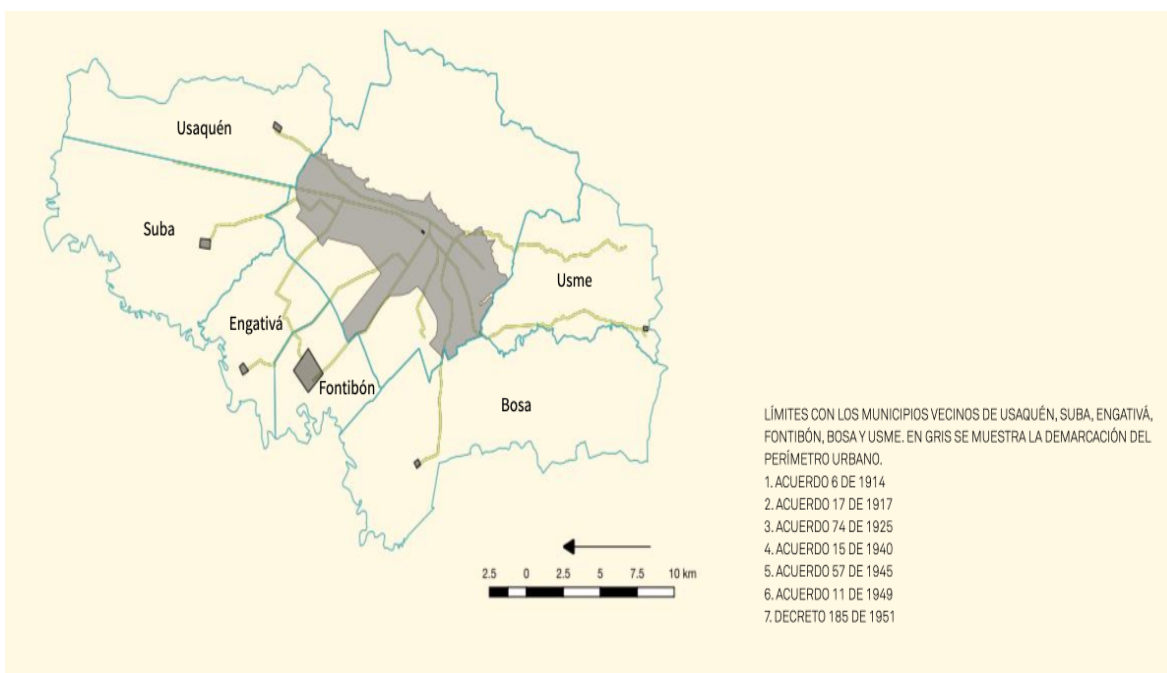 Usaquén
Suba
Usme
Engativá
Fontibón
Bosa
LÍMITES CON LOS MUNICIPIOS VECINOS DE USAQUÉN, SUBA, ENGATIVÁ,
FONTIBÓN, BOSA Y USME. EN GRIS SE MUESTRA LA DEMARCACIÓN DEL
PERÍMETRO URBANO.
1. ACUERDO 6 DE 1914
2. ACUERDO 17 DE 1917
3. ACUERDO 74 DE 1925
4. ACUERDO 15 DE 1940
5. ACUERDO 57 DE 1945
6. ACUERDO 11 DE 1949
7. DECRETO 185 DE 1951
2.5 0 2.5 5 7.5 10 km